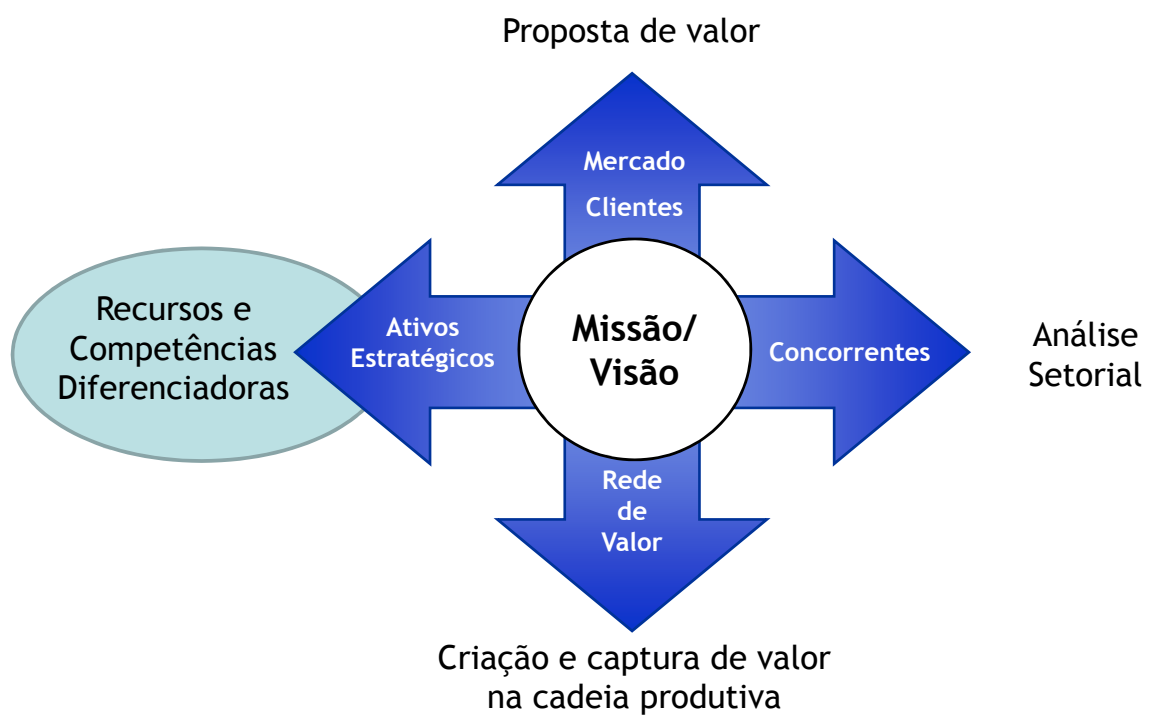 Proposta de valor
Mercado
Clientes
Recursos e
Competências
Diferenciadoras
Ativos
Estratégicos
Missão/
Visão
Concorrentes
Análise
Setorial
Rede
de
Valor
Criação e captura de valor
na cadeia produtiva